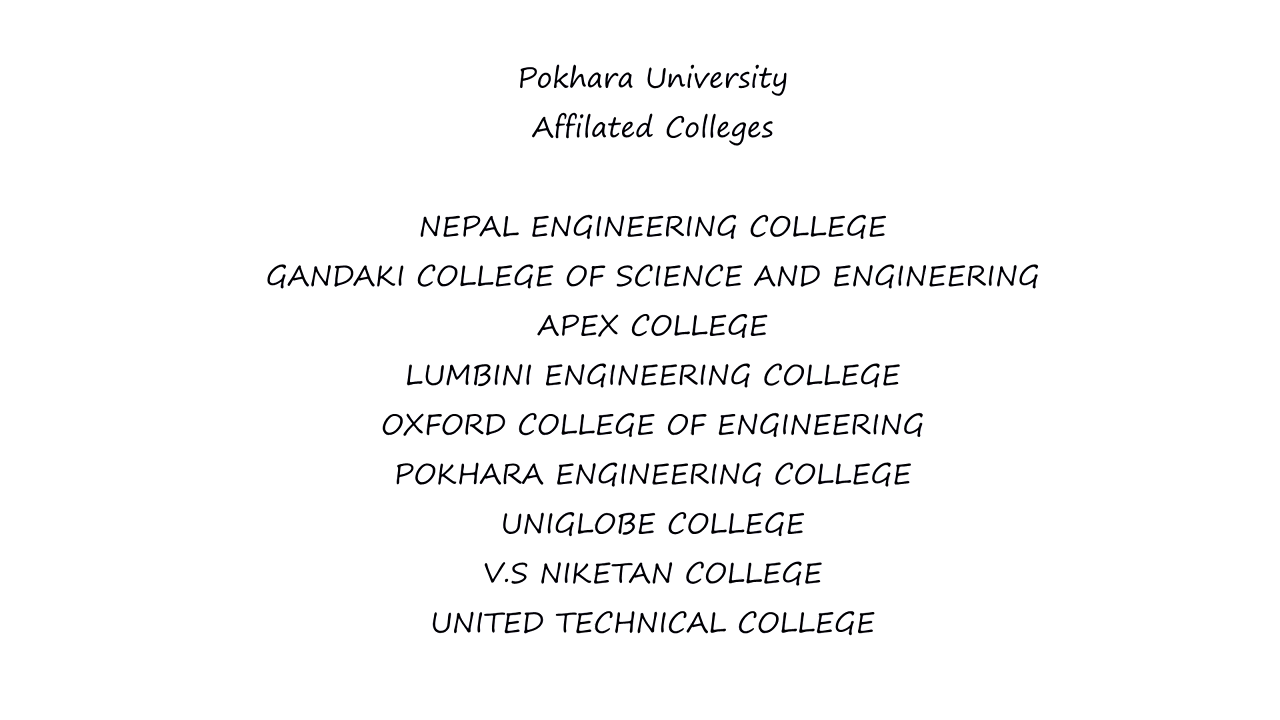 Pokhara University
Affilated Colleges
NEPAL ENGINEERING COLLEGE
GANDAKI COLLEGE OF SCIENCE AND ENGINEERING
APEX COLLEGE
LUMBINI ENGINEERING COLLEGE
OXFORD COLLEGE OF ENGINEERING
POKHARA ENGINEERING COLLEGE
UNIGLOBE COLLEGE
V.S NIKETAN COLLEGE
UNITED TECHNICAL COLLEGE